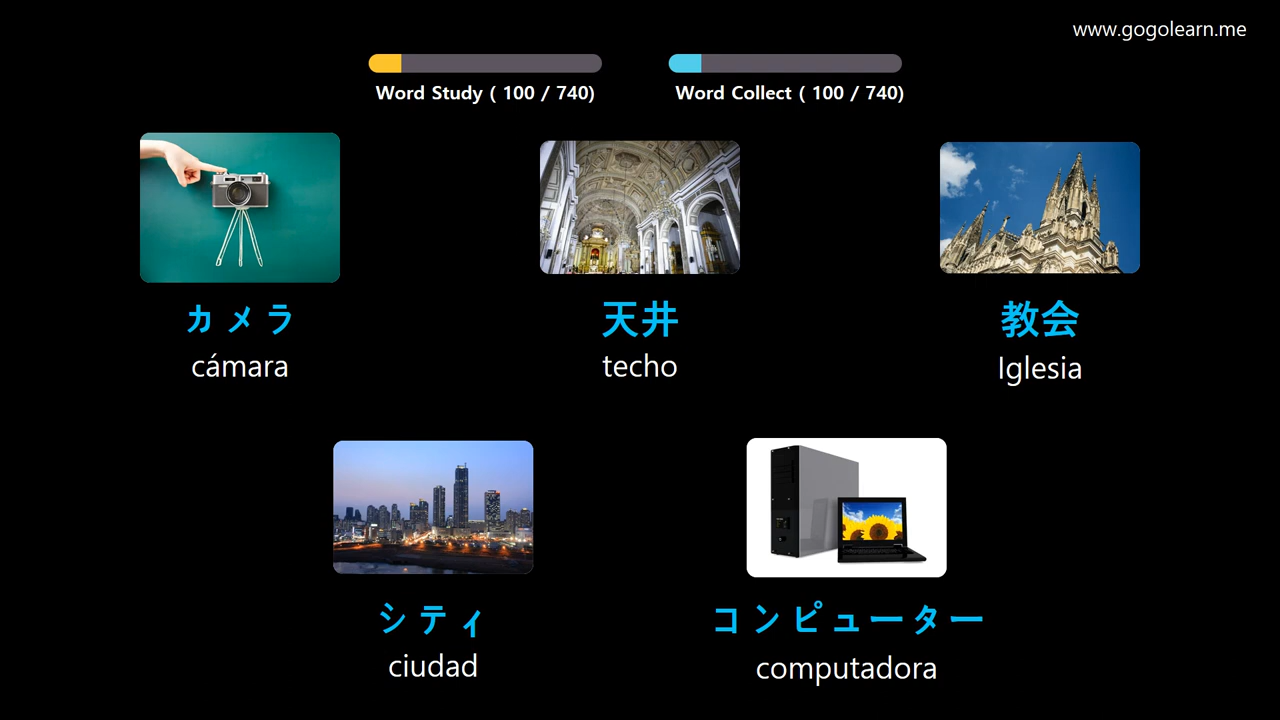 www.gogolearn.me
Word Study ( 100 / 740)
Word Collect ( 100 / 740)
カメラ
cámara
天井
techo
教会
Iglesia
シティ
ciudad
コンピューター
computadora